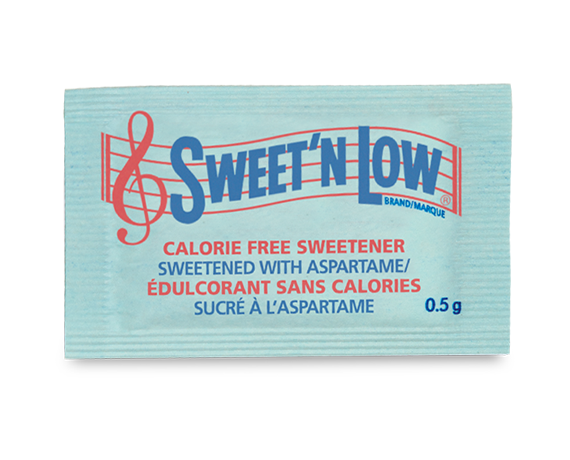 SWEET'N LOW®
BRAND/MARQUE
CALORIE FREE SWEETENER
SWEETENED WITH ASPARTAME/
ÉDULCORANT SANS CALORIES
SUCRÉ À L'ASPARTAME
0.5 g